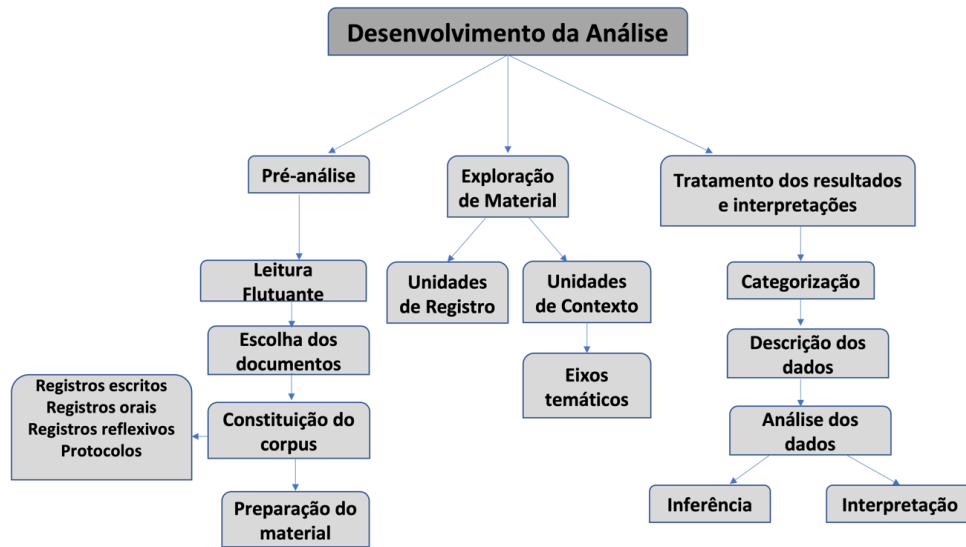 Desenvolvimento da Análise
Pré-análise
Exploração
de Material
Tratamento dos resultados
e interpretações
Leitura
Flutuante
Unidades
de Registro
Unidades
de Contexto
Categorização
Escolha dos
documentos
Descrição dos
dados
Eixos
temáticos
Registros escritos
Registros orais
Registros reflexivos
Protocolos
Constituição do
corpus
Análise dos
dados
Preparação do
material
Inferência
Interpretação